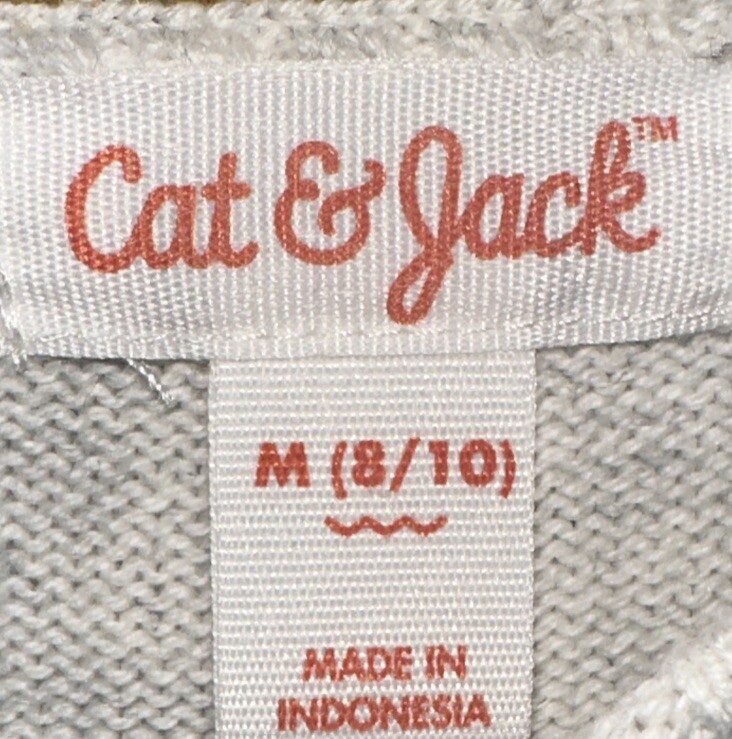 Cat & Jack™
M (8/10)
MADE IN
INDONESIA